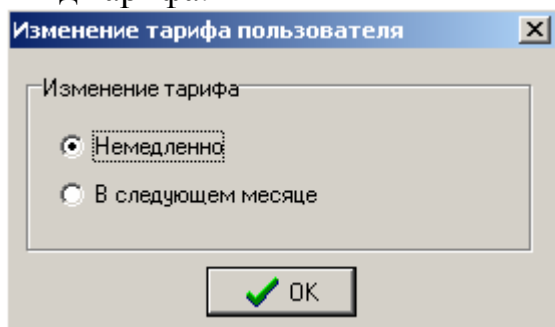 Изменение тарифа пользователя
Изменение тарифа
Немедленно
В следующем месяце
OK